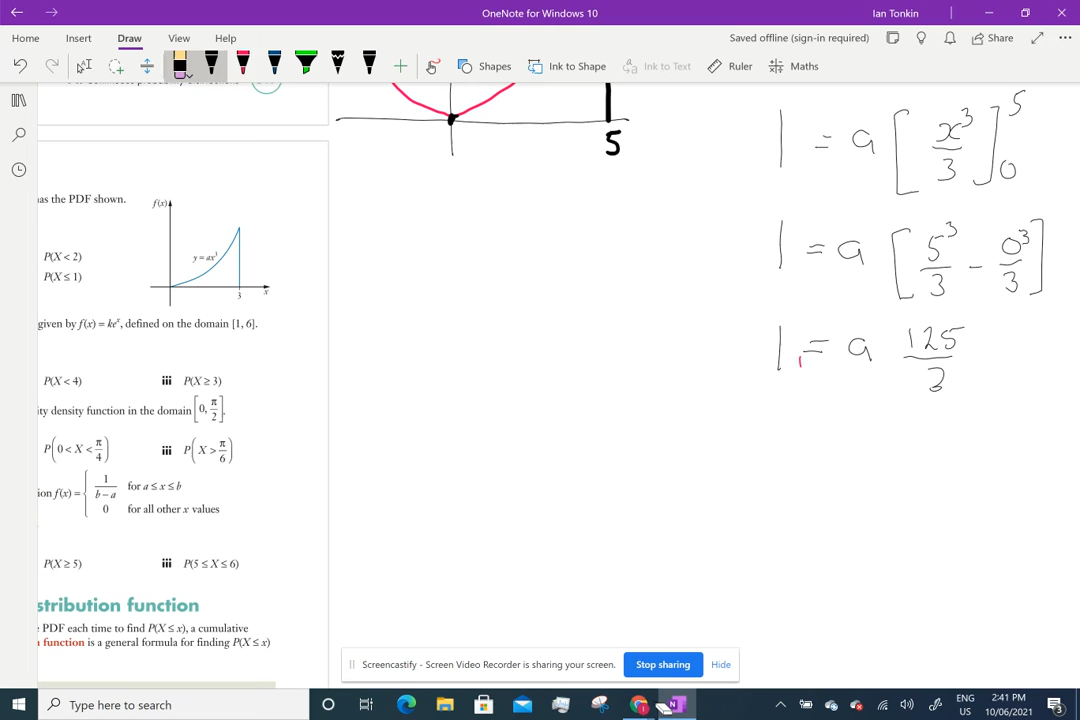 OneNote for Windows 10
Ian Tonkin
Home Insert Draw View Help
Saved offline (sign-in required)
Share
Shapes
Ink to Shape
Ink to Text
Ruler
Maths
5
1 = a [x³/3]⁵₀
1 = a [5³/3 - 0³/3]
1 = a 125/3
as the PDF shown.
f(x)
y = ax³
3
x
P(X < 2)
P(X ≤ 1)
given by f(x) = keˣ, defined on the domain [1, 6].
P(X < 4) iii P(X ≥ 3)
ity density function in the domain [0, π/2].
P(0 < X < π/4) iii P(X > π/6)
ion f(x) = { 1/(b – a) for a ≤ x ≤ b
0 for all other x values
P(X ≥ 5) iii P(5 ≤ X ≤ 6)
stribution function
PDF each time to find P(X ≤ x), a cumulative
function is a general formula for finding P(X ≤ x)
Screencastify - Screen Video Recorder is sharing your screen. Stop sharing Hide
Type here to search
ENG
US
2:41 PM
10/06/2021
3